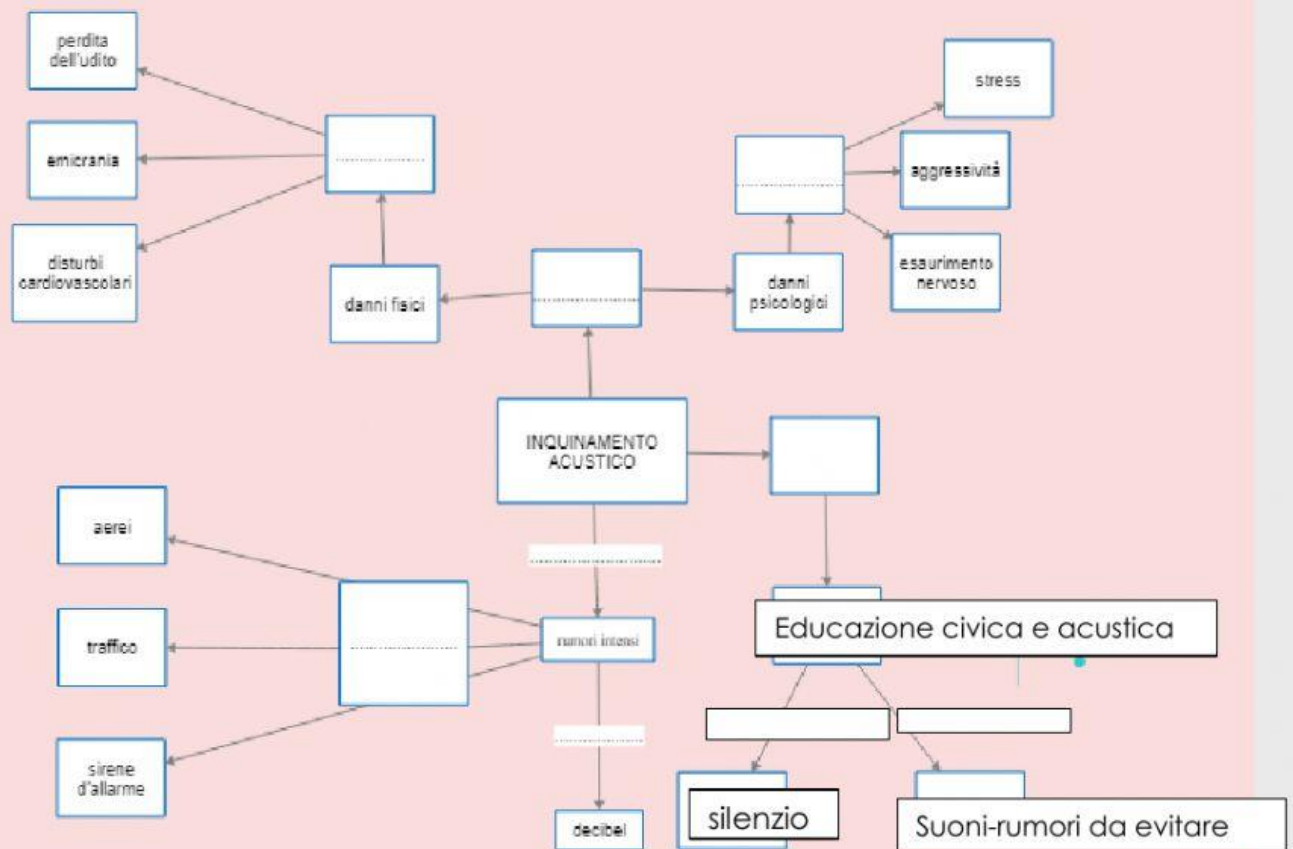 perdita
dell'udito
stress
emicrania
aggressività
disturbi
cardiovascolari
danni fisici
danni
psicologici
esaurimento
nervoso
INQUINAMENTO
ACUSTICO
aerei
traffico
rumori intensi
Educazione civica e acustica
sirene
d'allarme
decibel
silenzio
Suoni-rumori da evitare